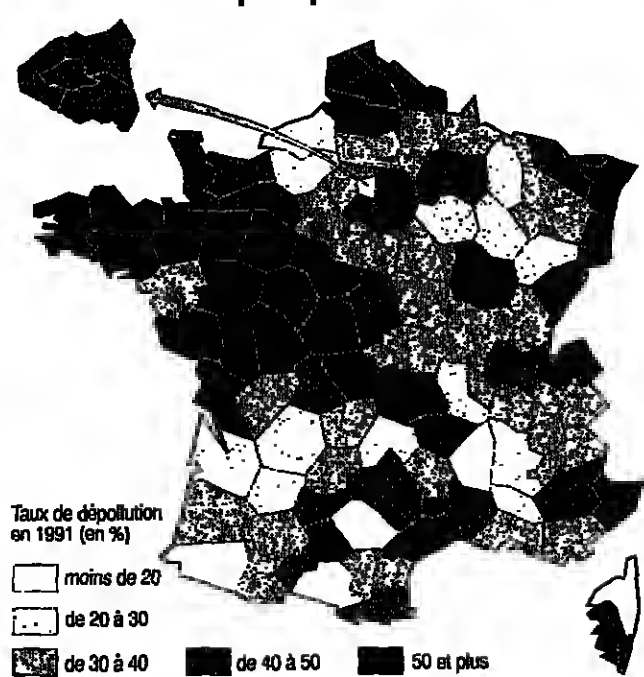 Taux de dépollution
en 1991 (en %)
moins de 20
de 20 à 30
de 30 à 40
de 40 à 50
50 et plus